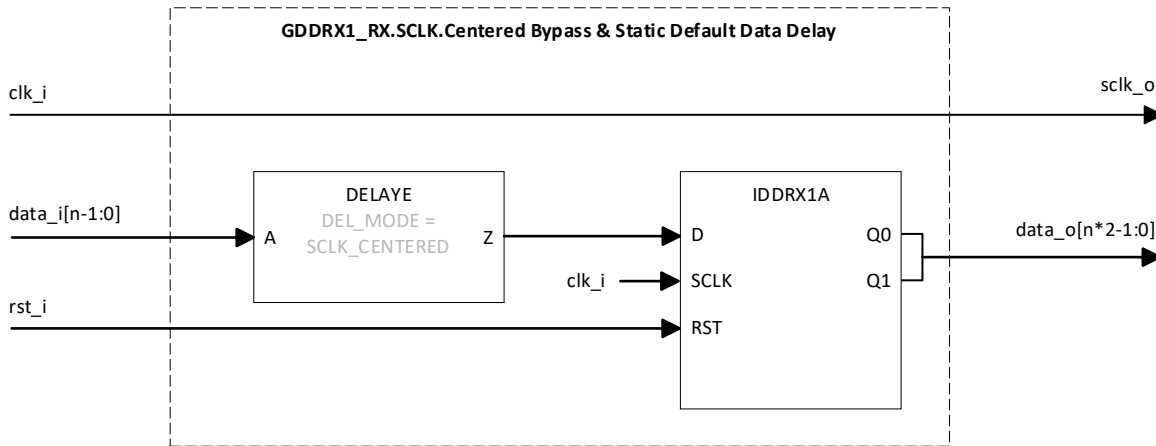 GDDRX1_RX.SCLK.Centered Bypass & Static Default Data Delay
clk_i
sclk_o
DELAYE
DEL_MODE =
SCLK_CENTERED
IDDRX1A
data_i[n-1:0]
A
Z
D
Q0
data_o[n*2-1:0]
clk_i
SCLK
Q1
rst_i
RST